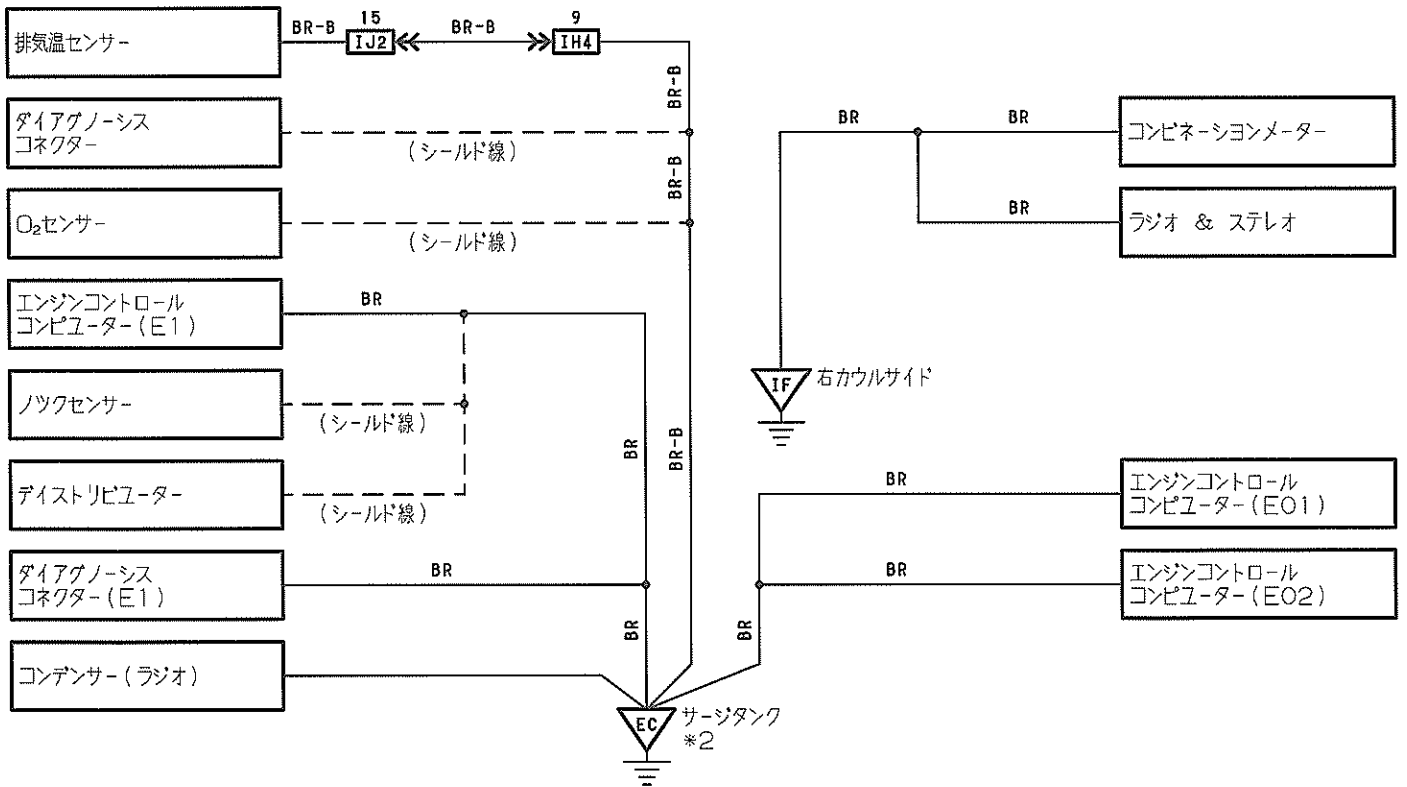 排気温センサー
BR-B
15
IJ2
BR-B
9
IH4
BR-B
ダイアグノーシス
コネクター
(シールド線)
BR-B
O₂センサー
(シールド線)
エンジンコントロール
コンピユーター(E1)
BR
ノツクセンサー
(シールド線)
デイストリビユーター
(シールド線)
BR
BR-B
ダイアグノーシス
コネクター(E1)
BR
BR
コンデンサー(ラジオ)
EC
サージタンク
*2
BR
BR
コンビネーシヨンメーター
BR
ラジオ & ステレオ
IF
右カウルサイド
BR
エンジンコントロール
コンピユーター(EO1)
BR
エンジンコントロール
コンピユーター(EO2)
BR